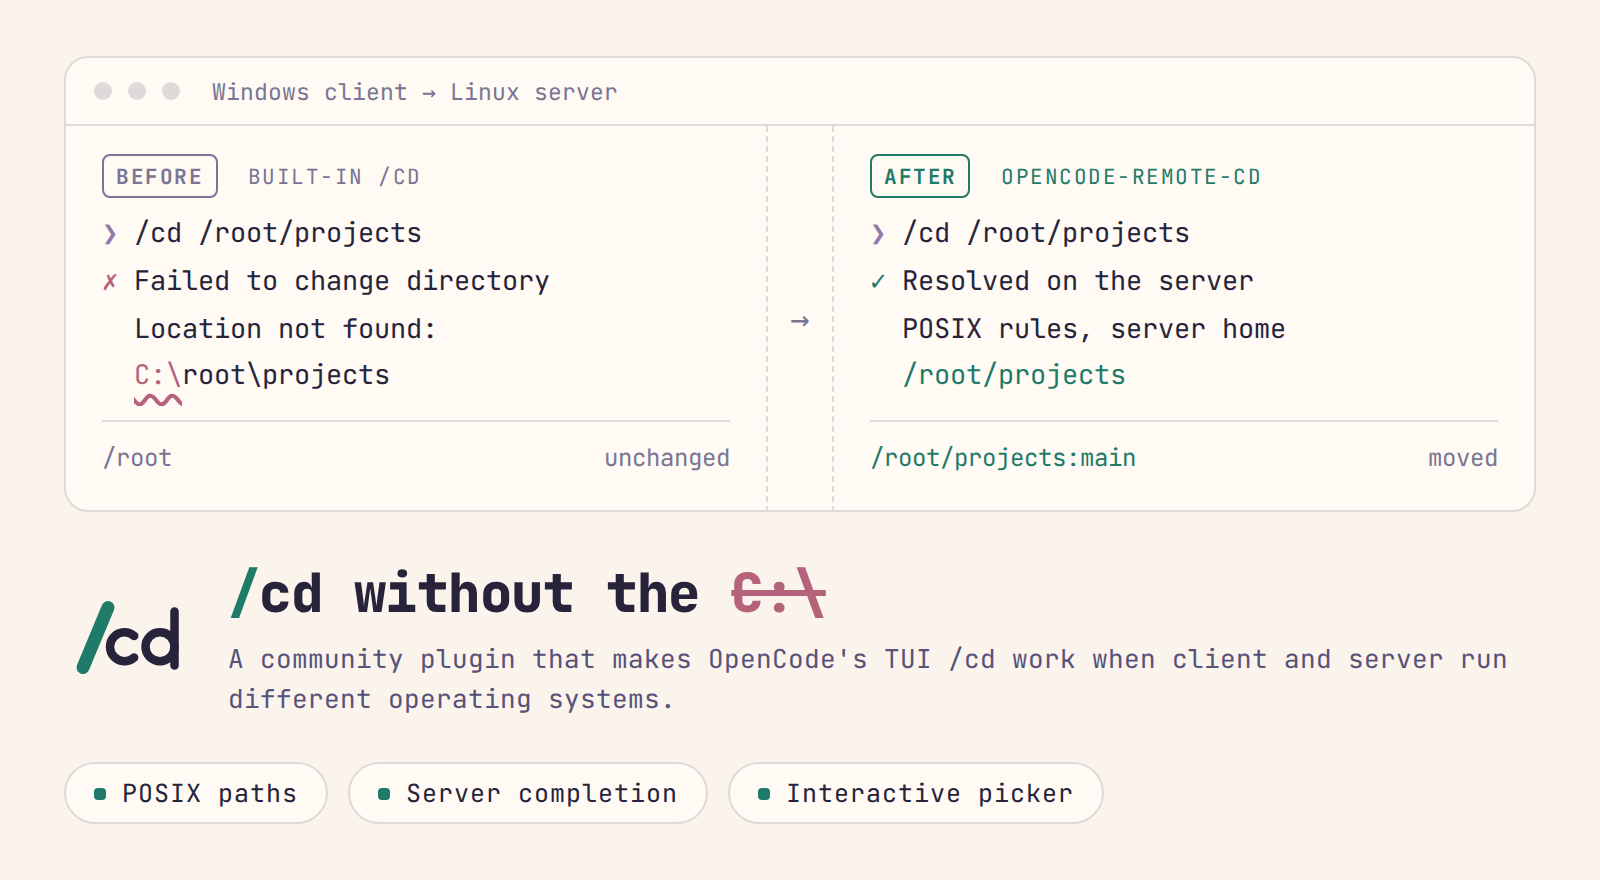 Windows client → Linux server
BEFORE BUILT-IN /CD
❯ /cd /root/projects
✗ Failed to change directory
Location not found:
C:\root\projects
/root unchanged
→
AFTER OPENCODE-REMOTE-CD
❯ /cd /root/projects
✓ Resolved on the server
POSIX rules, server home
/root/projects
/root/projects:main moved
/cd
/cd without the C:\
A community plugin that makes OpenCode's TUI /cd work when client and server run
different operating systems.
POSIX paths
Server completion
Interactive picker